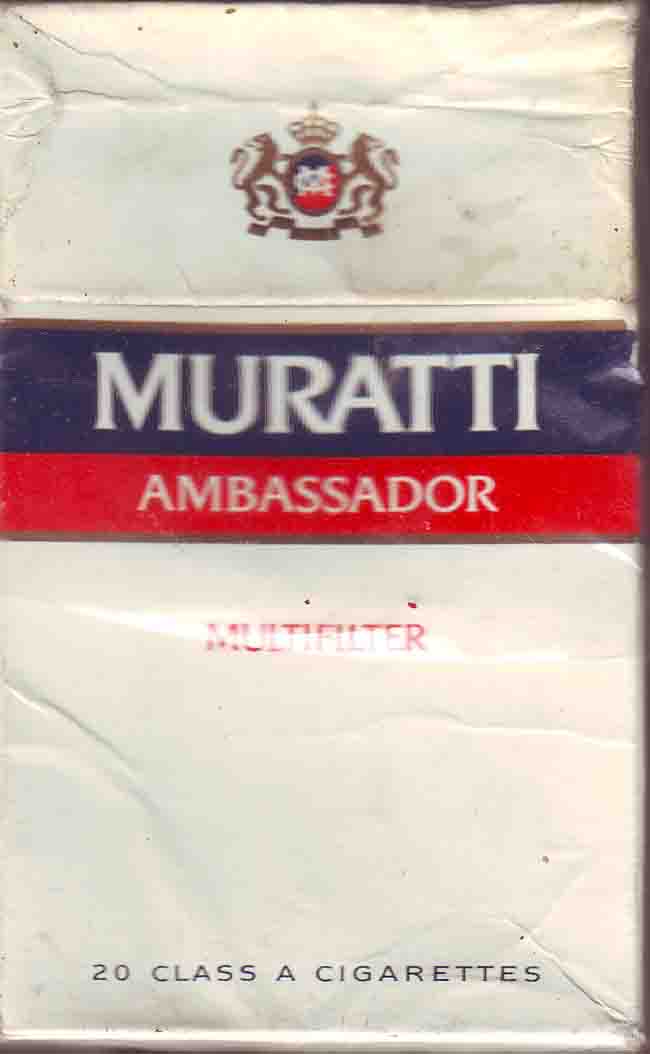 MURATTI
AMBASSADOR
MULTIFILTER
20 CLASS A CIGARETTES